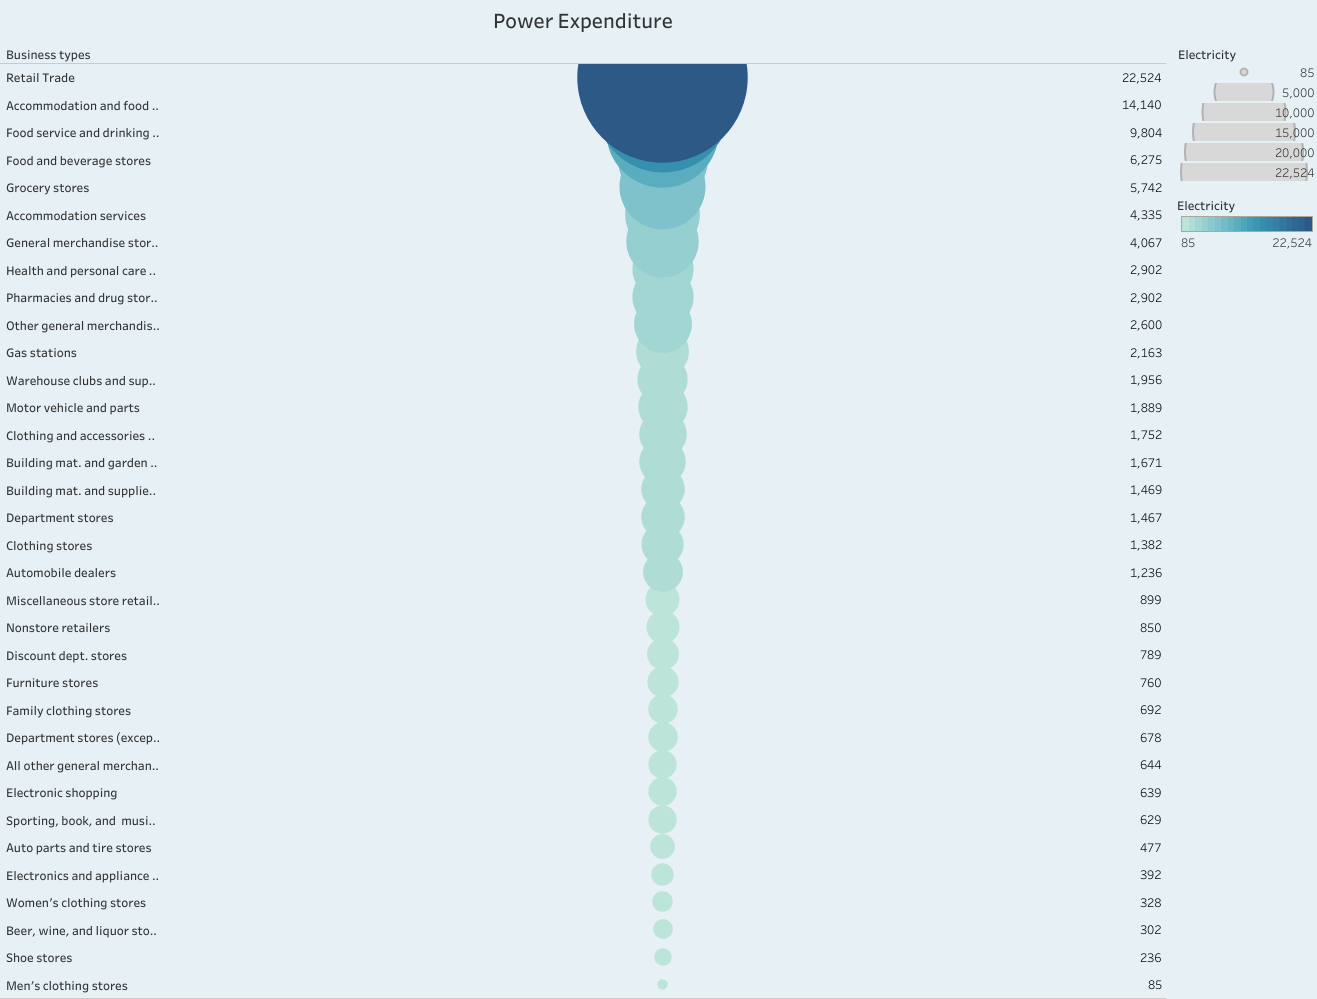 Power Expenditure
Business types
Retail Trade 22,524
Accommodation and food .. 14,140
Food service and drinking .. 9,804
Food and beverage stores 6,275
Grocery stores 5,742
Accommodation services 4,335
General merchandise stor.. 4,067
Health and personal care .. 2,902
Pharmacies and drug stor.. 2,902
Other general merchandis.. 2,600
Gas stations 2,163
Warehouse clubs and sup.. 1,956
Motor vehicle and parts 1,889
Clothing and accessories .. 1,752
Building mat. and garden .. 1,671
Building mat. and supplie.. 1,469
Department stores 1,467
Clothing stores 1,382
Automobile dealers 1,236
Miscellaneous store retail.. 899
Nonstore retailers 850
Discount dept. stores 789
Furniture stores 760
Family clothing stores 692
Department stores (excep.. 678
All other general merchan.. 644
Electronic shopping 639
Sporting, book, and  musi.. 629
Auto parts and tire stores 477
Electronics and appliance .. 392
Women’s clothing stores 328
Beer, wine, and liquor sto.. 302
Shoe stores 236
Men’s clothing stores 85
Electricity
85
5,000
10,000
15,000
20,000
22,524
Electricity
85 22,524